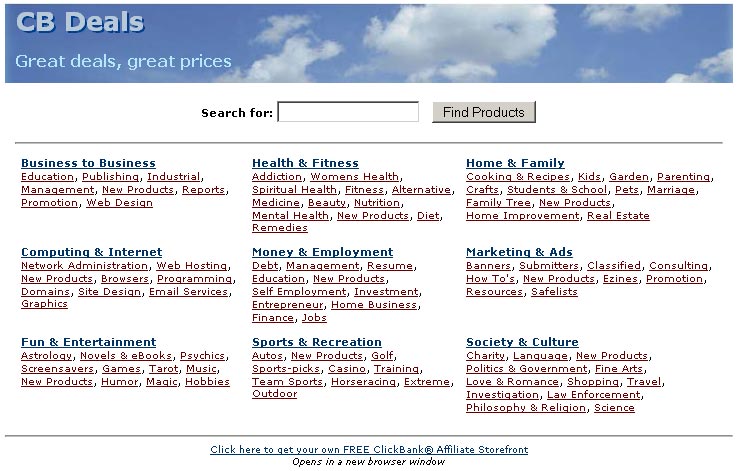 CB Deals
Great deals, great prices
Search for: Find Products
Business to Business
Education, Publishing, Industrial,
Management, New Products, Reports,
Promotion, Web Design
Health & Fitness
Addiction, Womens Health,
Spiritual Health, Fitness, Alternative,
Medicine, Beauty, Nutrition,
Mental Health, New Products, Diet,
Remedies
Home & Family
Cooking & Recipes, Kids, Garden, Parenting,
Crafts, Students & School, Pets, Marriage,
Family Tree, New Products,
Home Improvement, Real Estate
Computing & Internet
Network Administration, Web Hosting,
New Products, Browsers, Programming,
Domains, Site Design, Email Services,
Graphics
Money & Employment
Debt, Management, Resume,
Education, New Products,
Self Employment, Investment,
Entrepreneur, Home Business,
Finance, Jobs
Marketing & Ads
Banners, Submitters, Classified, Consulting,
How To's, New Products, Ezines, Promotion,
Resources, Safelists
Fun & Entertainment
Astrology, Novels & eBooks, Psychics,
Screensavers, Games, Tarot, Music,
New Products, Humor, Magic, Hobbies
Sports & Recreation
Autos, New Products, Golf,
Sports-picks, Casino, Training,
Team Sports, Horseracing, Extreme,
Outdoor
Society & Culture
Charity, Language, New Products,
Politics & Government, Fine Arts,
Love & Romance, Shopping, Travel,
Investigation, Law Enforcement,
Philosophy & Religion, Science
Click here to get your own FREE ClickBank® Affiliate Storefront
Opens in a new browser window